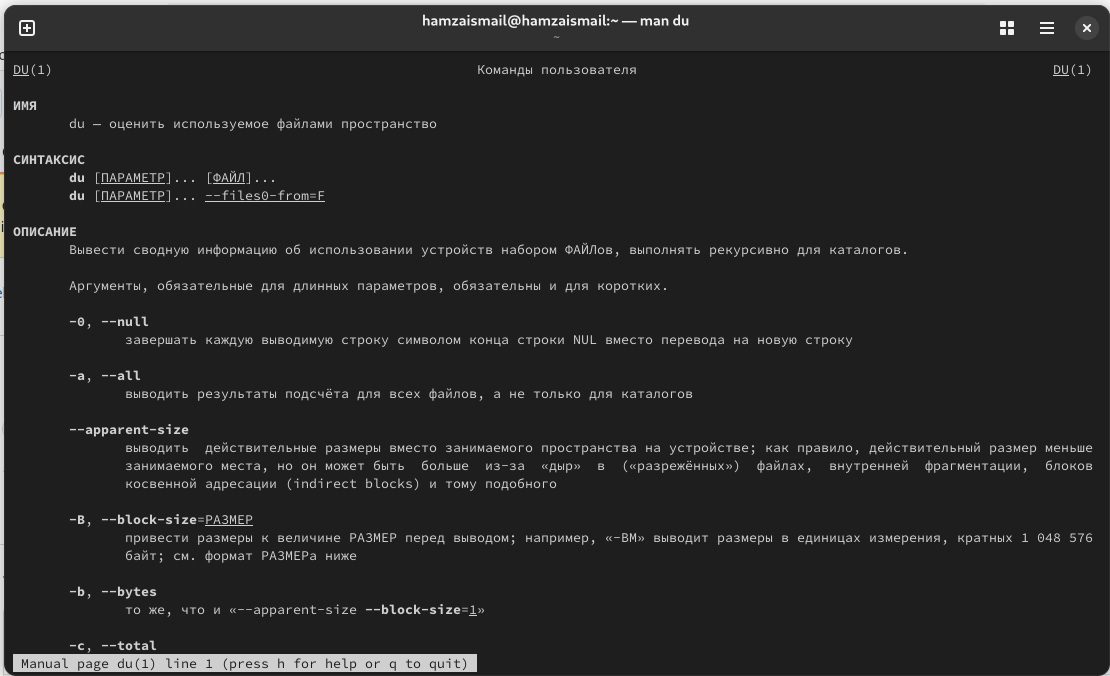 hamzaismail@hamzaismail:~ — man du
~
DU(1) Команды пользователя DU(1)
ИМЯ
du — оценить используемое файлами пространство
СИНТАКСИС
du [ПАРАМЕТР]... [ФАЙЛ]...
du [ПАРАМЕТР]... --files0-from=F
ОПИСАНИЕ
Вывести сводную информацию об использовании устройств набором ФАЙЛов, выполнять рекурсивно для каталогов.
Аргументы, обязательные для длинных параметров, обязательны и для коротких.
-0, --null
завершать каждую выводимую строку символом конца строки NUL вместо перевода на новую строку
-a, --all
выводить результаты подсчёта для всех файлов, а не только для каталогов
--apparent-size
выводить действительные размеры вместо занимаемого пространства на устройстве; как правило, действительный размер меньше
занимаемого места, но он может быть больше из-за «дыр» в («разрежённых») файлах, внутренней фрагментации, блоков
косвенной адресации (indirect blocks) и тому подобного
-B, --block-size=РАЗМЕР
привести размеры к величине РАЗМЕР перед выводом; например, «-BM» выводит размеры в единицах измерения, кратных 1 048 576
байт; см. формат РАЗМЕРа ниже
-b, --bytes
то же, что и «--apparent-size --block-size=1»
-c, --total
Manual page du(1) line 1 (press h for help or q to quit)